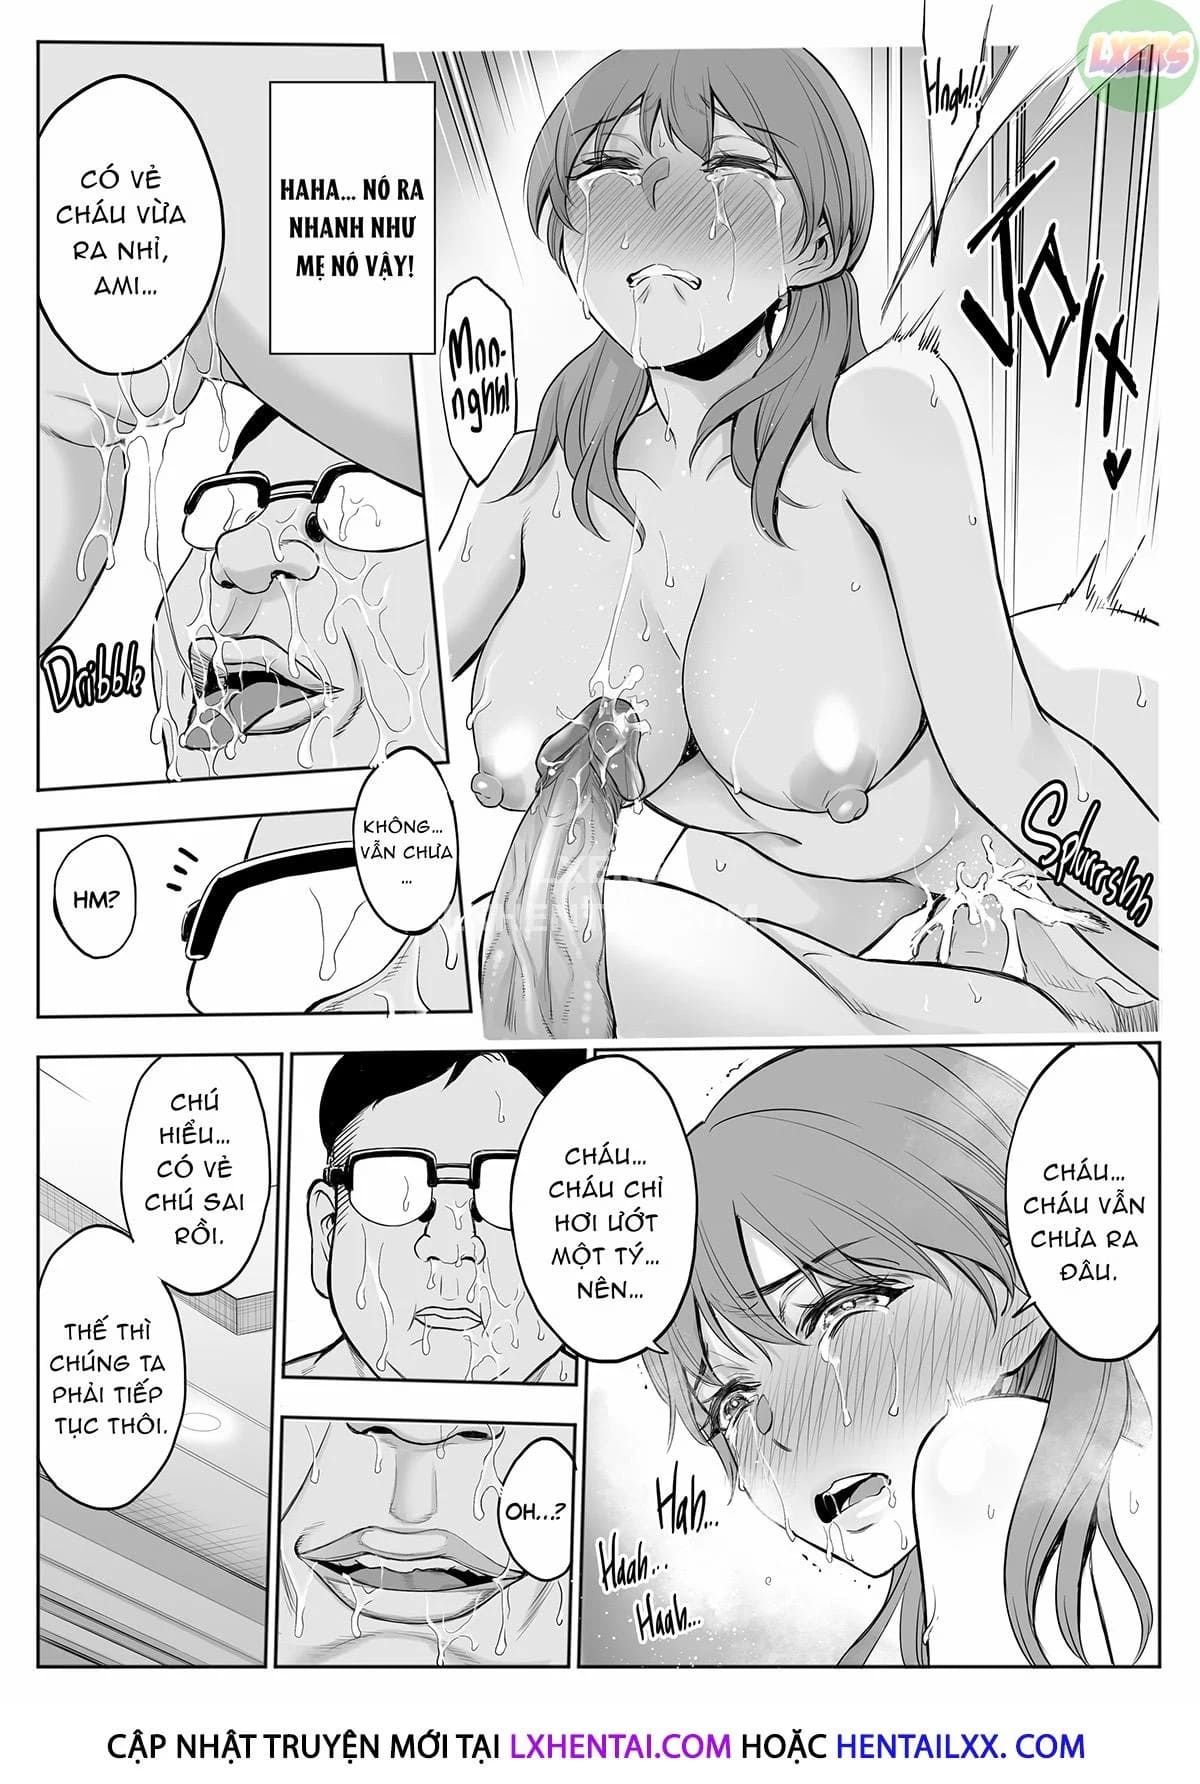 LXERS
Hngh!!
CÓ VẺ
CHÁU VỪA
RA NHỈ,
AMI...
HAHA... NÓ RA
NHANH NHƯ
MẸ NÓ VẬY!
Mnn-
nghhh!
JOLT
Dribble
Splurrrshh
HM?
KHÔNG...
VẪN CHƯA
...
CHÁU...
CHÁU VẪN
CHƯA RA
ĐÂU.
CHÁU...
CHÁU CHỈ
HƠI ƯỚT
MỘT TÝ...
NÊN...
CHÚ
HIỂU...
CÓ VẺ
CHÚ SAI
RỒI.
THẾ THÌ
CHÚNG TA
PHẢI TIẾP
TỤC THÔI.
OH...?
Hah...
Haah...
Haah...
CẬP NHẬT TRUYỆN MỚI TẠI LXHENTAI.COM HOẶC HENTAILXX. COM